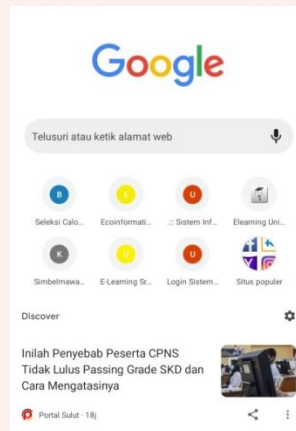 Google
Telusuri atau ketik alamat web
B
E
U
Seleksi Calo...
Ecoinformati...
.:: Sistem Inf...
Elearning Uni...
K
U
U
Simbelmawa...
E-Learning Sr...
Login Sistem...
Situs populer
Discover
Inilah Penyebab Peserta CPNS
Tidak Lulus Passing Grade SKD dan
Cara Mengatasinya
Portal Sulut · 18j